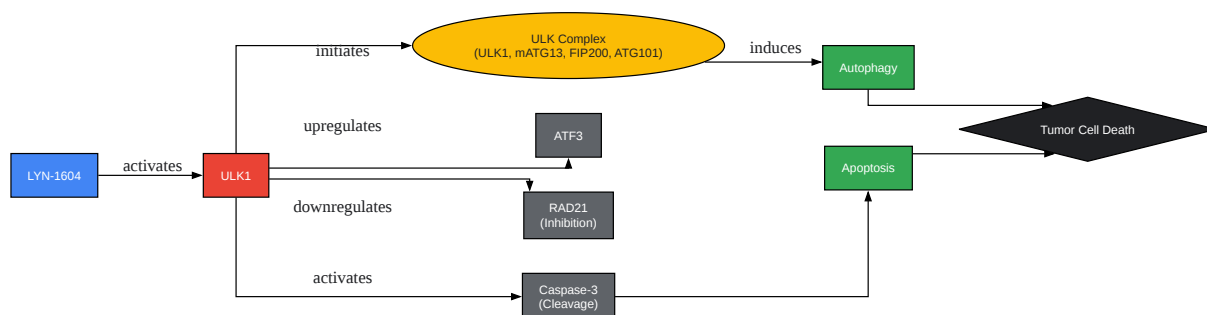 LYN-1604
activates
ULK1
initiates
ULK Complex
(ULK1, mATG13, FIP200, ATG101)
induces
Autophagy
upregulates
ATF3
downregulates
RAD21
(Inhibition)
activates
Caspase-3
(Cleavage)
Apoptosis
Tumor Cell Death